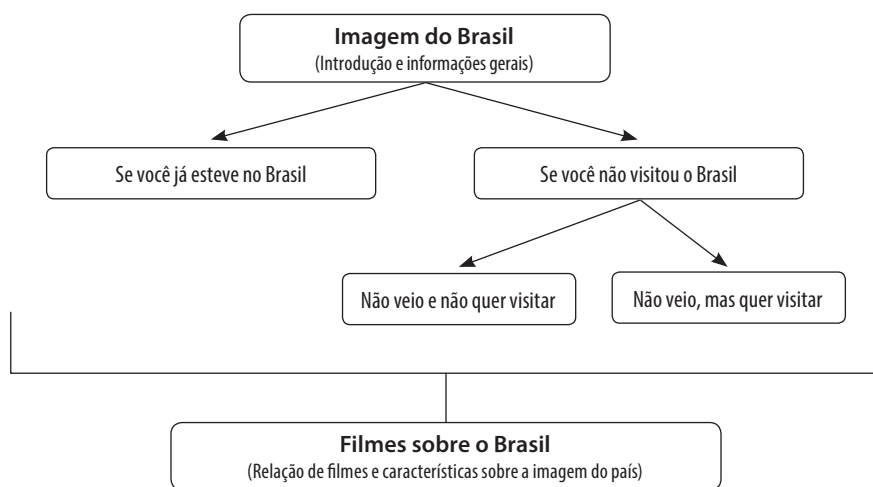 Imagem do Brasil
(Introdução e informações gerais)
Se você já esteve no Brasil
Se você não visitou o Brasil
Não veio e não quer visitar
Não veio, mas quer visitar
Filmes sobre o Brasil
(Relação de filmes e características sobre a imagem do país)